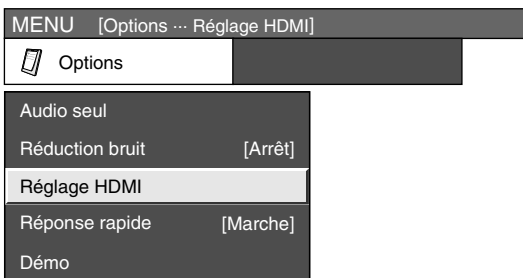 MENU [Options ··· Réglage HDMI]
Options
Audio seul
Réduction bruit [Arrêt]
Réglage HDMI
Réponse rapide [Marche]
Démo